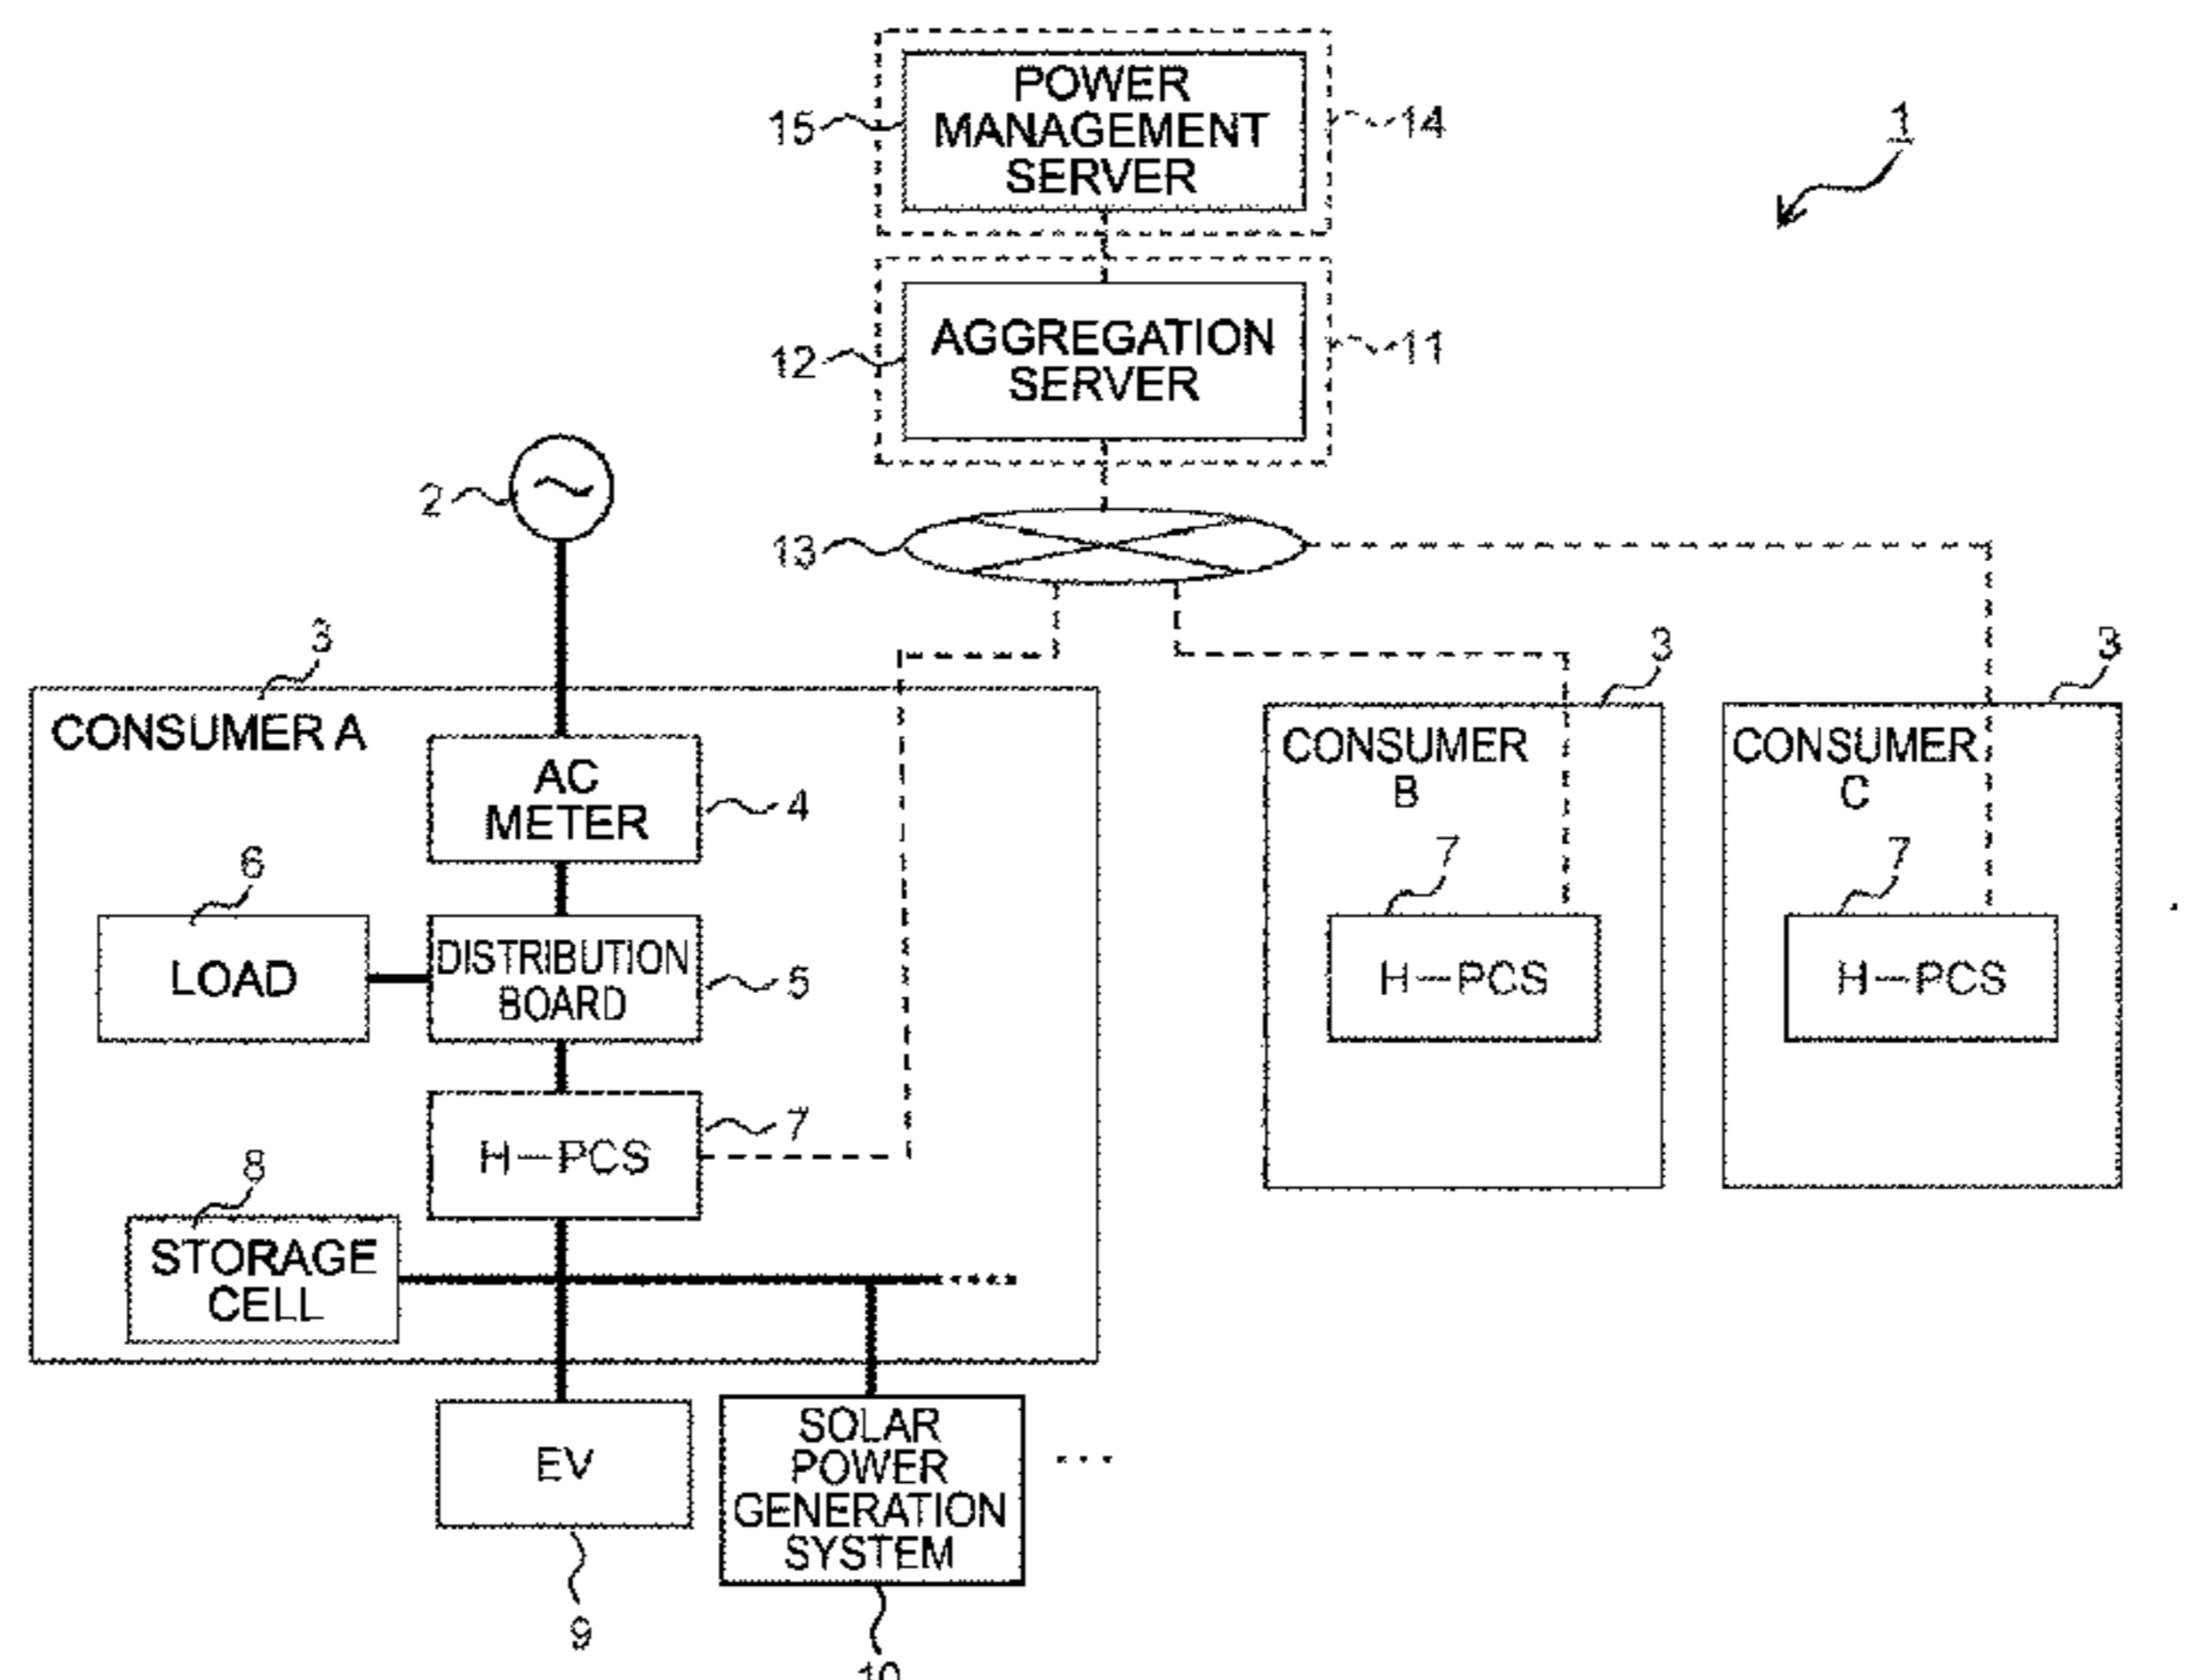 POWER
MANAGEMENT
SERVER
15
14
1
AGGREGATION
SERVER
12
11
2
13
3
CONSUMER A
AC
METER
4
6
LOAD
DISTRIBUTION
BOARD
5
H-PCS
7
8
STORAGE
CELL
EV
9
SOLAR
POWER
GENERATION
SYSTEM
...
10
3
CONSUMER
B
7
H-PCS
3
CONSUMER
C
7
H-PCS